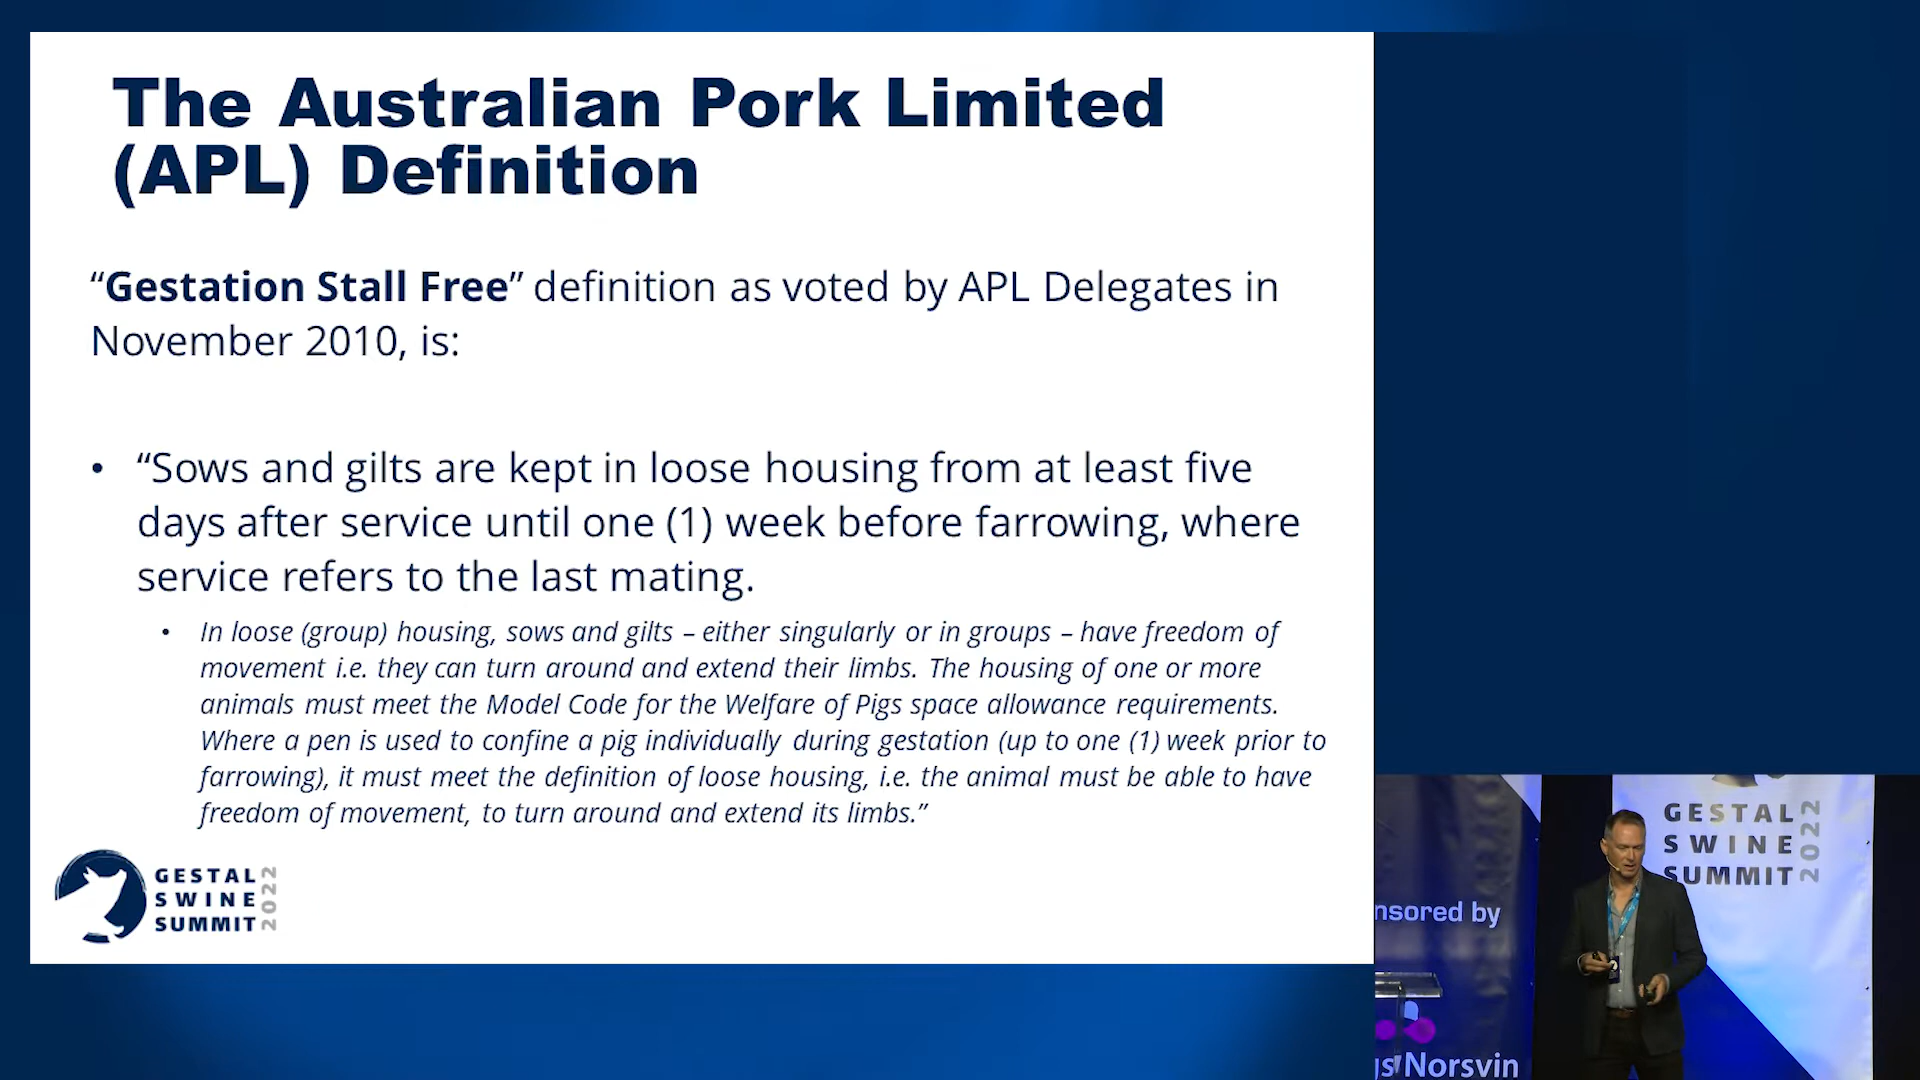 The Australian Pork Limited
(APL) Definition
“Gestation Stall Free” definition as voted by APL Delegates in
November 2010, is:
• “Sows and gilts are kept in loose housing from at least five
days after service until one (1) week before farrowing, where
service refers to the last mating.
• In loose (group) housing, sows and gilts – either singularly or in groups – have freedom of
movement i.e. they can turn around and extend their limbs. The housing of one or more
animals must meet the Model Code for the Welfare of Pigs space allowance requirements.
Where a pen is used to confine a pig individually during gestation (up to one (1) week prior to
farrowing), it must meet the definition of loose housing, i.e. the animal must be able to have
freedom of movement, to turn around and extend its limbs.”
GESTAL
SWINE
SUMMIT
2022
GESTAL
SWINE
SUMMIT
2022
nsored by
gs Norsvin